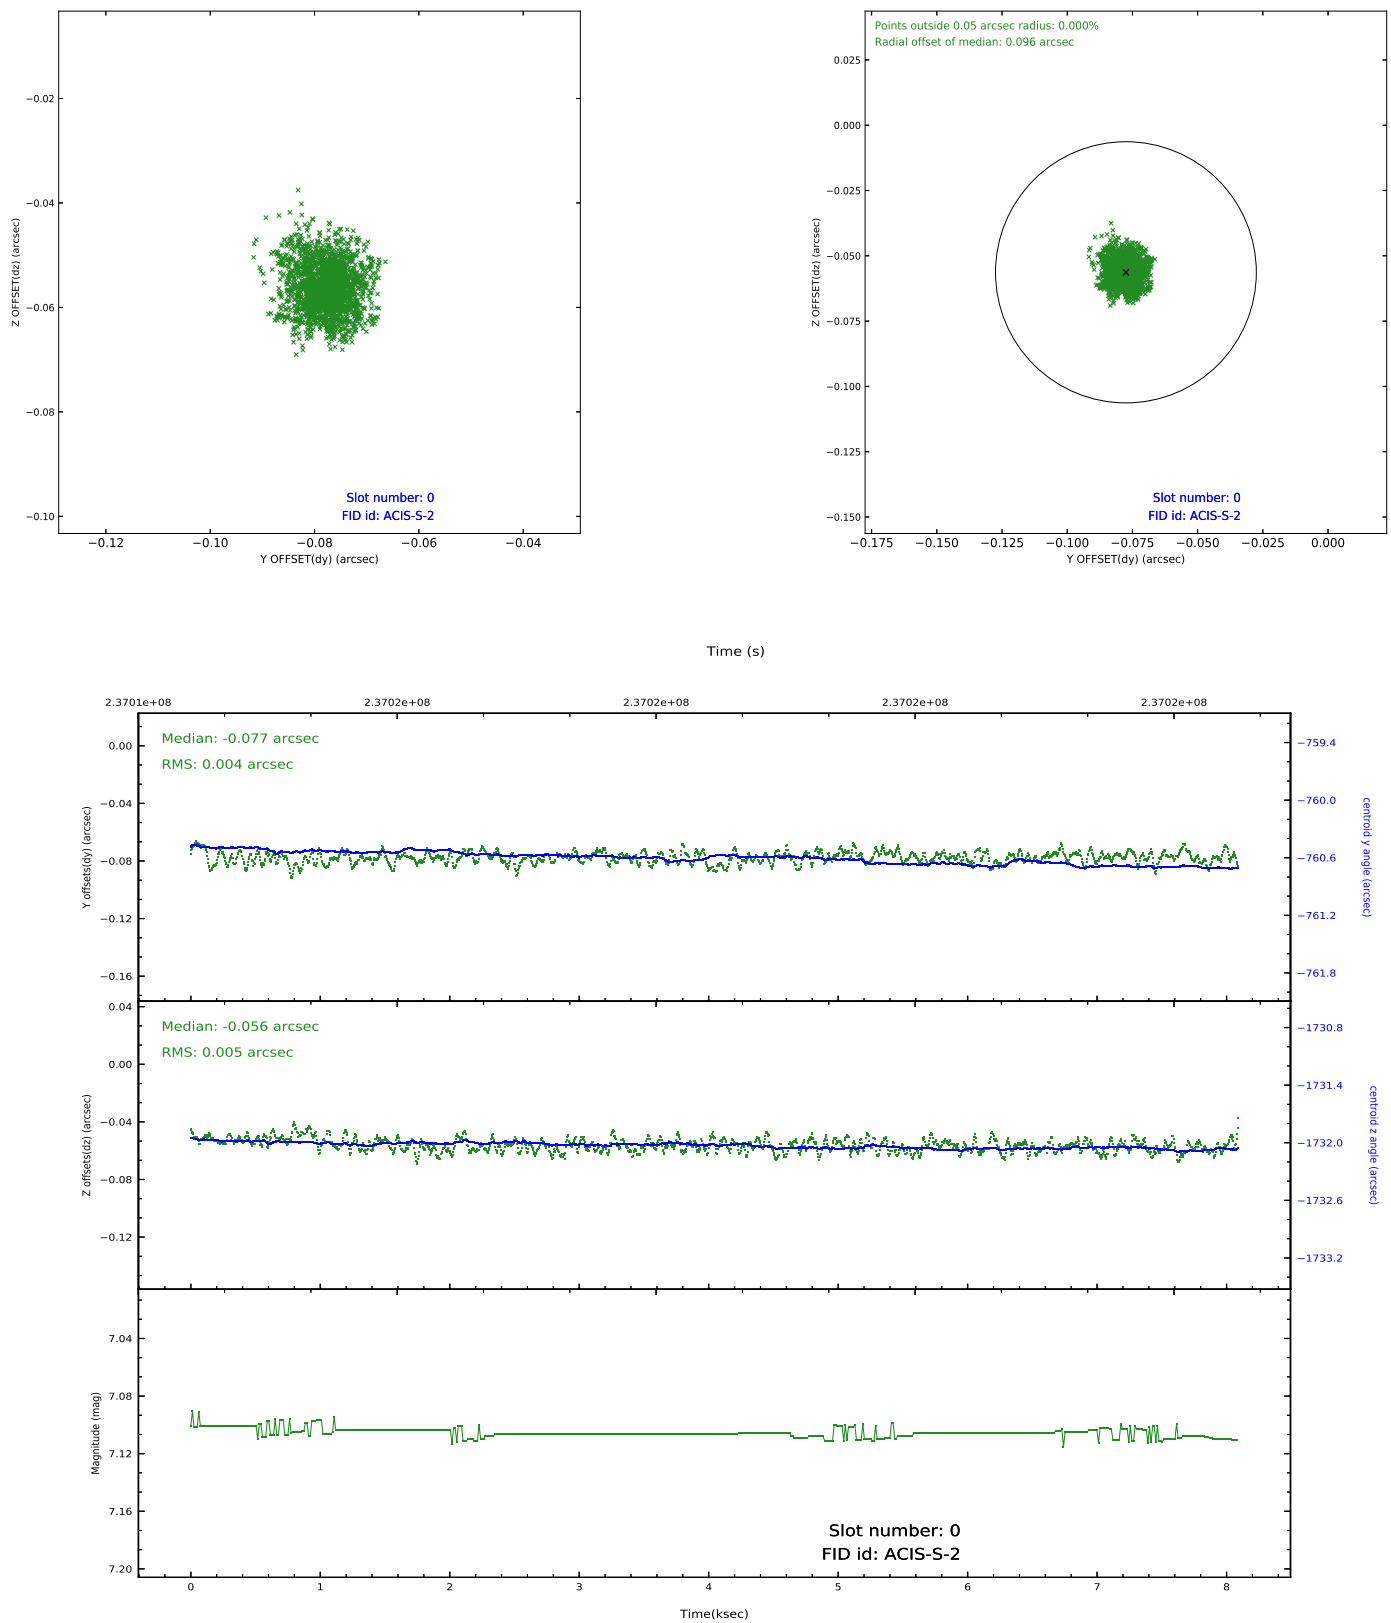 −0.02
−0.04
−0.06
−0.08
−0.10
Z OFFSET(dz) (arcsec)
Slot number: 0
FID id: ACIS-S-2
−0.12
−0.10
−0.08
−0.06
−0.04
Y OFFSET(dy) (arcsec)
Points outside 0.05 arcsec radius: 0.000%
Radial offset of median: 0.096 arcsec
0.025
0.000
−0.025
−0.050
−0.075
−0.100
−0.125
−0.150
Z OFFSET(dz) (arcsec)
Slot number: 0
FID id: ACIS-S-2
−0.175
−0.150
−0.125
−0.100
−0.075
−0.050
−0.025
0.000
Y OFFSET(dy) (arcsec)
Time (s)
2.3701e+08
2.3702e+08
2.3702e+08
2.3702e+08
2.3702e+08
Median: -0.077 arcsec
RMS: 0.004 arcsec
0.00
−0.04
−0.08
−0.12
−0.16
Y offsets(dy) (arcsec)
−759.4
−760.0
−760.6
−761.2
−761.8
centroid y angle (arcsec)
Median: -0.056 arcsec
RMS: 0.005 arcsec
0.04
0.00
−0.04
−0.08
−0.12
Z offsets(dz) (arcsec)
−1730.8
−1731.4
−1732.0
−1732.6
−1733.2
centroid z angle (arcsec)
7.04
7.08
7.12
7.16
7.20
Magnitude (mag)
Slot number: 0
FID id: ACIS-S-2
0
1
2
3
4
5
6
7
8
Time(ksec)